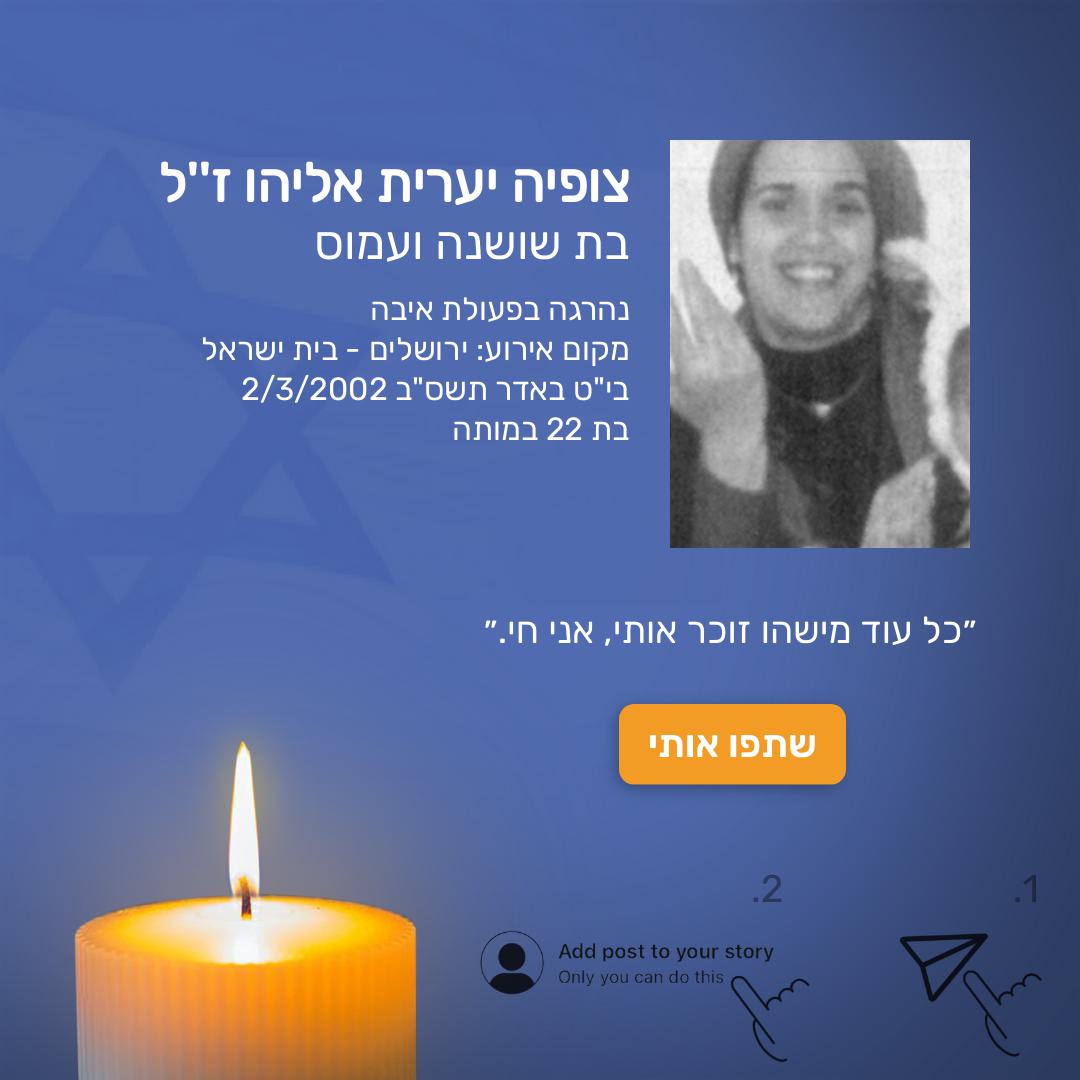 צופיה יערית אליהו ז''ל
בת שושנה ועמוס
נהרגה בפעולת איבה
מקום אירוע: ירושלים - בית ישראל
בי"ט באדר תשס"ב 2/3/2002
בת 22 במותה
״כל עוד מישהו זוכר אותי, אני חי.״
שתפו אותי
1.
2.
Add post to your story
Only you can do this